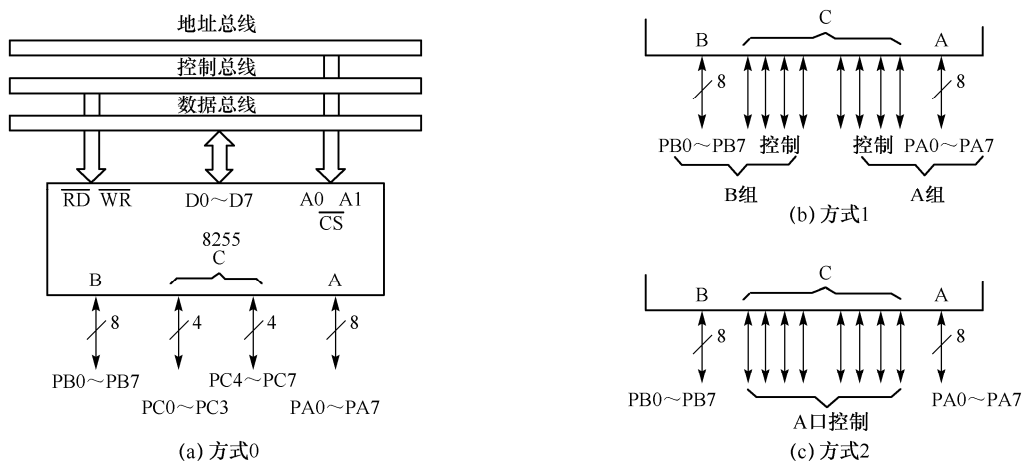 地址总线
控制总线
数据总线
RD WR D0～D7 A0 A1
CS
8255
C
B A
8 4 4 8
PB0～PB7 PC4～PC7
PC0～PC3 PA0～PA7
(a) 方式0
C
B A
8 8
PB0～PB7 控制 控制 PA0～PA7
B组 A组
(b) 方式1
C
B A
8 8
PB0～PB7 PA0～PA7
A口控制
(c) 方式2